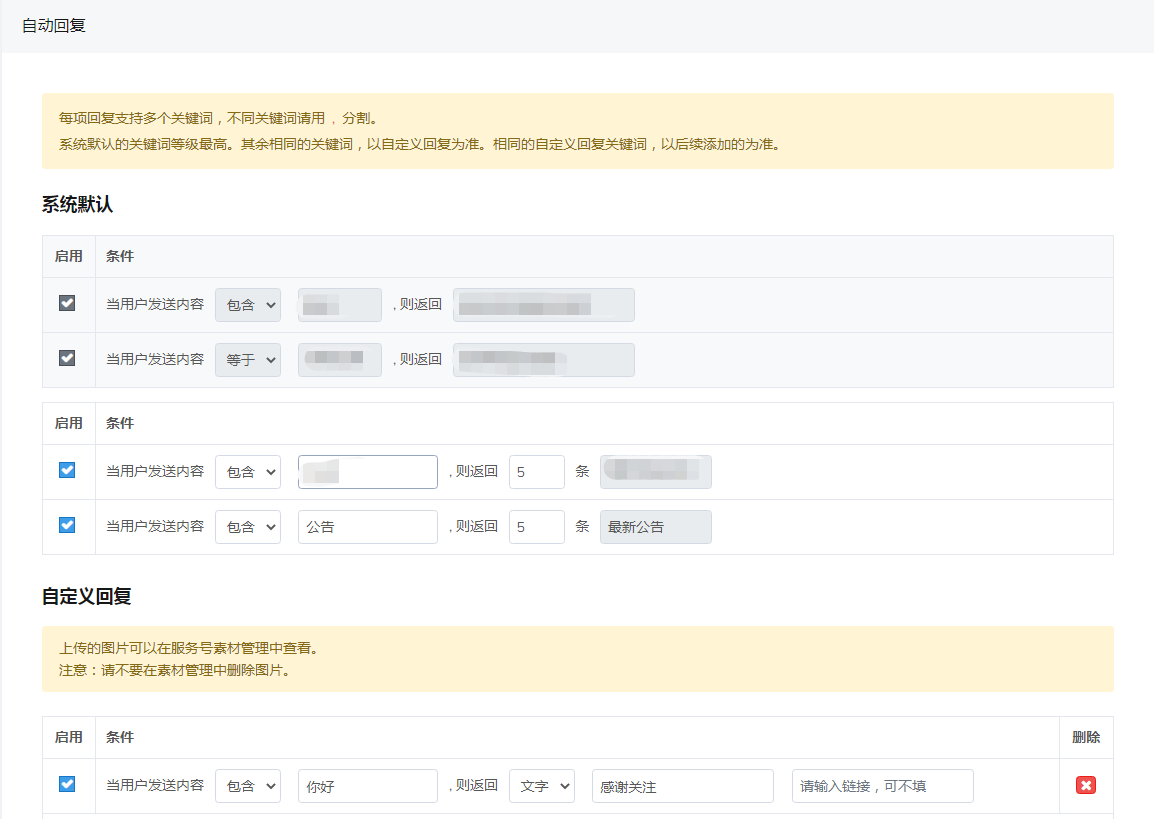 自动回复
每项回复支持多个关键词，不同关键词请用 , 分割。
系统默认的关键词等级最高。其余相同的关键词，以自定义回复为准。相同的自定义回复关键词，以后续添加的为准。
系统默认
启用 条件
当用户发送内容 包含 ，则返回
当用户发送内容 等于 ，则返回
启用 条件
当用户发送内容 包含 ，则返回 5 条
当用户发送内容 包含 公告 ，则返回 5 条 最新公告
自定义回复
上传的图片可以在服务号素材管理中查看。
注意：请不要在素材管理中删除图片。
启用 条件 删除
当用户发送内容 包含 你好 ，则返回 文字 感谢关注 请输入链接，可不填